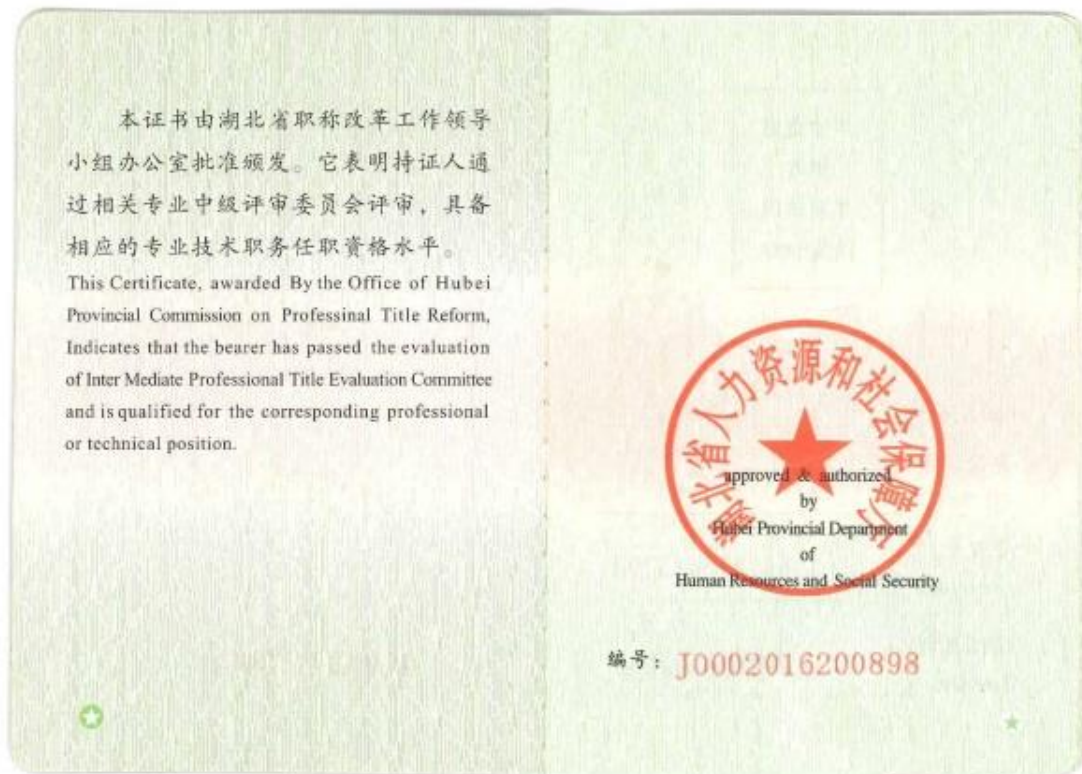 本证书由湖北省职称改革工作领导
小组办公室批准颁发。它表明持证人通
过相关专业中级评审委员会评审，具备
相应的专业技术职务任职资格水平。
This Certificate, awarded By the Office of Hubei
Provincial Commission on Professinal Title Reform,
Indicates that the bearer has passed the evaluation
of Inter Mediate Professional Title Evaluation Committee
and is qualified for the corresponding professional
or technical position.
湖北省人力资源和社会保障厅
approved & authorized
by
Hubei Provincial Department
of
Human Resources and Social Security
编号：J0002016200898